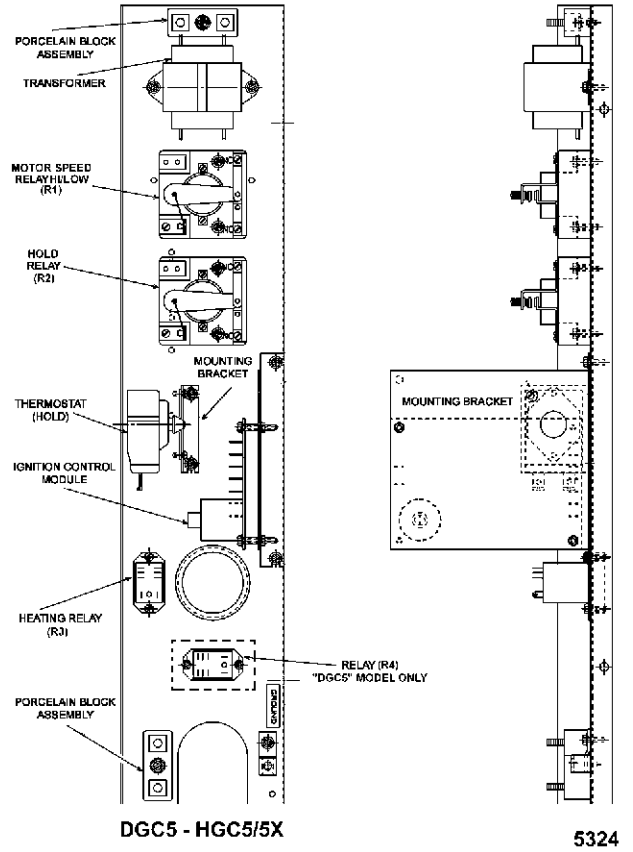 PORCELAIN BLOCK
ASSEMBLY
TRANSFORMER
MOTOR SPEED
RELAY HI/LOW
(R1)
HOLD
RELAY
(R2)
MOUNTING
BRACKET
THERMOSTAT
(HOLD)
MOUNTING BRACKET
IGNITION CONTROL
MODULE
HEATING RELAY
(R3)
RELAY (R4)
"DGC5" MODEL ONLY
PORCELAIN BLOCK
ASSEMBLY
GROUND
DGC5 - HGC5/5X
5324